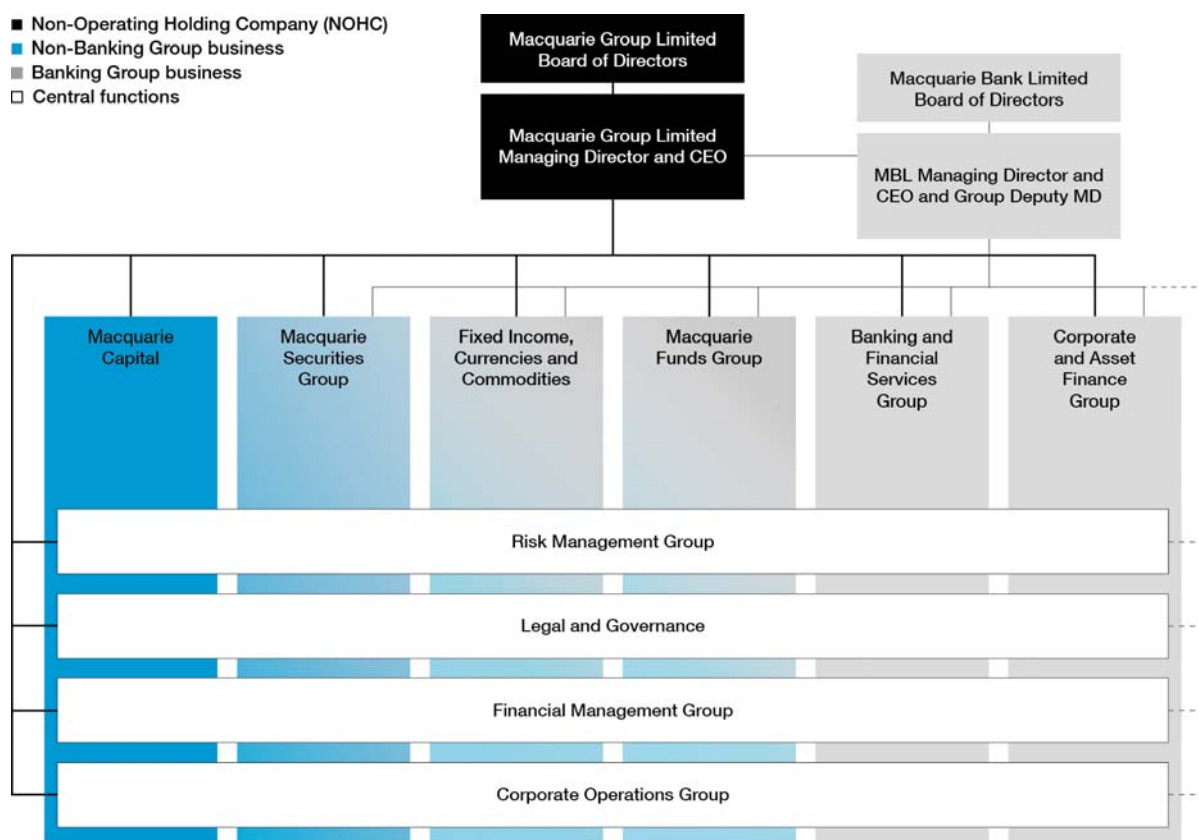 Non-Operating Holding Company (NOHC)
Non-Banking Group business
Banking Group business
Central functions
Macquarie Group Limited
Board of Directors
Macquarie Bank Limited
Board of Directors
Macquarie Group Limited
Managing Director and CEO
MBL Managing Director and
CEO and Group Deputy MD
Macquarie
Capital
Macquarie
Securities
Group
Fixed Income,
Currencies and
Commodities
Macquarie
Funds Group
Banking and
Financial
Services
Group
Corporate
and Asset
Finance
Group
Risk Management Group
Legal and Governance
Financial Management Group
Corporate Operations Group